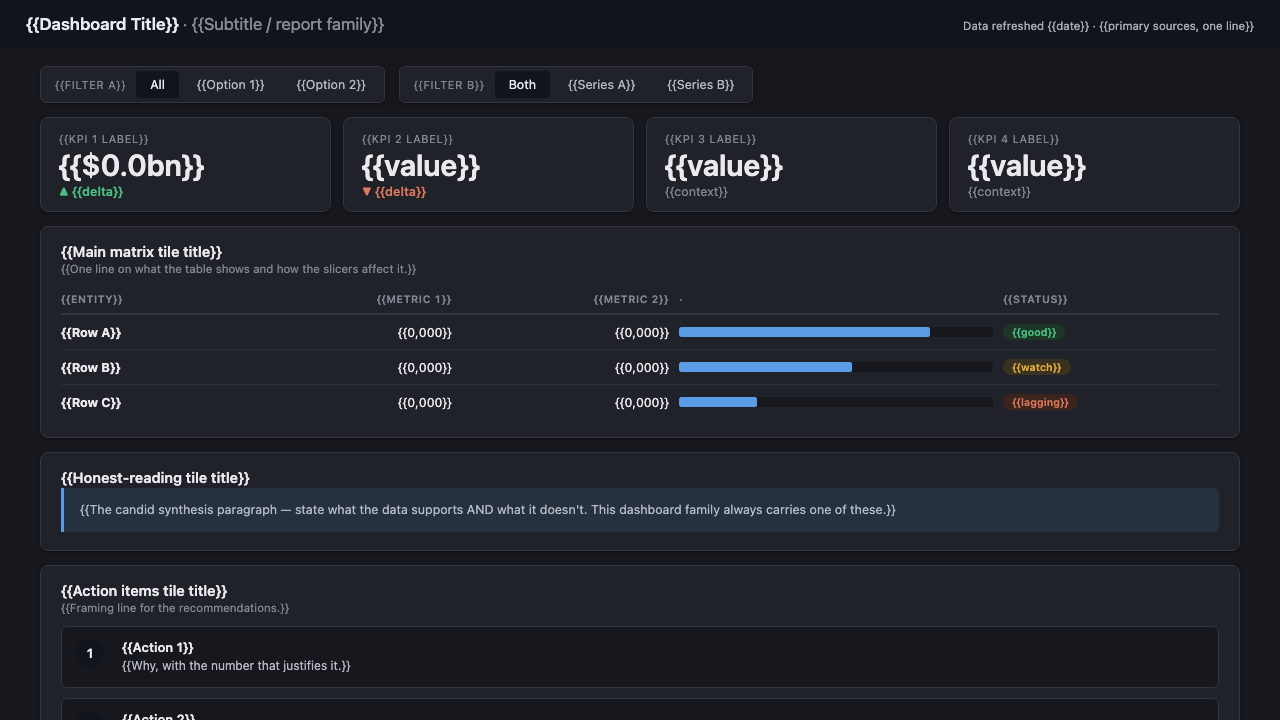 {{Dashboard Title}} · {{Subtitle / report family}}
Data refreshed {{date}} · {{primary sources, one line}}
{{FILTER A}} All {{Option 1}} {{Option 2}}
{{FILTER B}} Both {{Series A}} {{Series B}}
{{KPI 1 LABEL}}
{{$0.0bn}}
▲ {{delta}}
{{KPI 2 LABEL}}
{{value}}
▼ {{delta}}
{{KPI 3 LABEL}}
{{value}}
{{context}}
{{KPI 4 LABEL}}
{{value}}
{{context}}
{{Main matrix tile title}}
{{One line on what the table shows and how the slicers affect it.}}
{{ENTITY}} {{METRIC 1}} {{METRIC 2}} · {{STATUS}}
{{Row A}} {{0,000}} {{0,000}} {{good}}
{{Row B}} {{0,000}} {{0,000}} {{watch}}
{{Row C}} {{0,000}} {{0,000}} {{lagging}}
{{Honest-reading tile title}}
{{The candid synthesis paragraph — state what the data supports AND what it doesn't. This dashboard family always carries one of these.}}
{{Action items tile title}}
{{Framing line for the recommendations.}}
1 {{Action 1}}
{{Why, with the number that justifies it.}}
{{Action 2}}